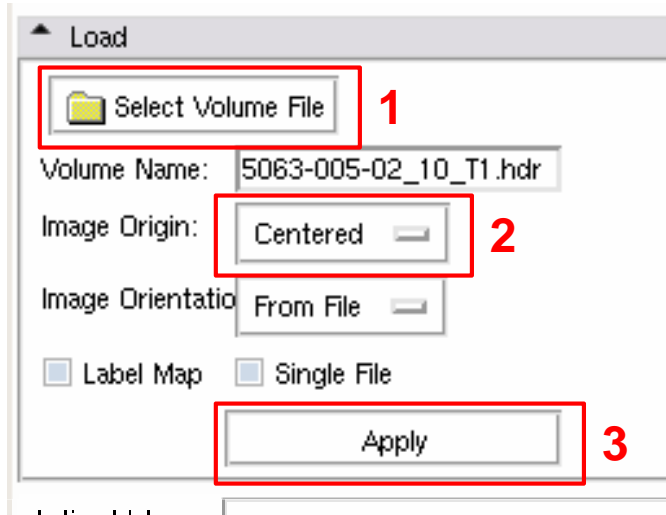 Load
Select Volume File 1
Volume Name: 5063-005-02_10_T1.hdr
Image Origin: Centered 2
Image Orientatio From File
Label Map Single File
Apply 3